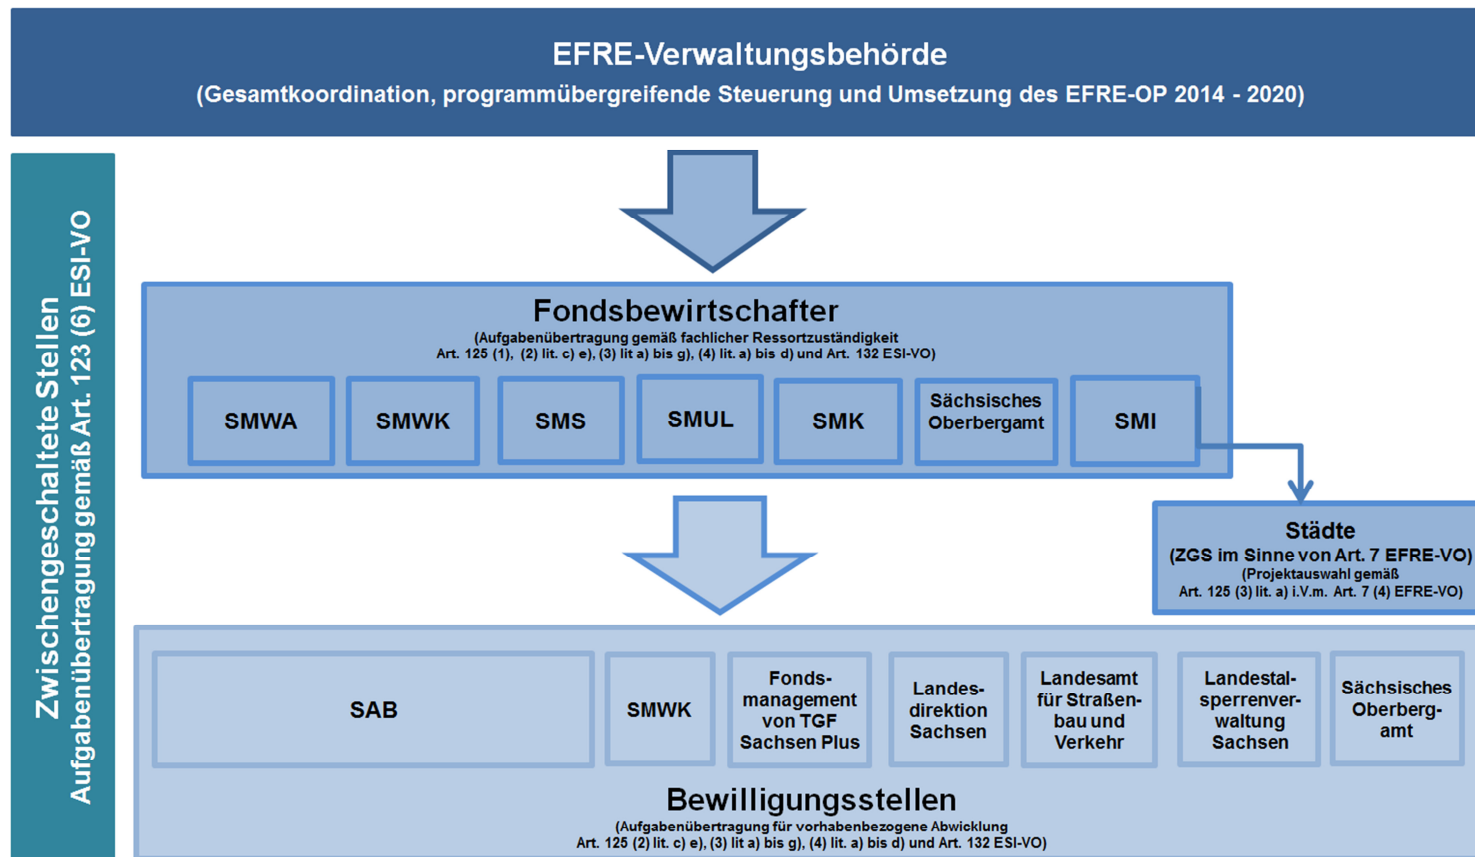 EFRE-Verwaltungsbehörde
(Gesamtkoordination, programmübergreifende Steuerung und Umsetzung des EFRE-OP 2014 - 2020)
Zwischengeschaltete Stellen
Aufgabenübertragung gemäß Art. 123 (6) ESI-VO
Fondsbewirtschafter
(Aufgabenübertragung gemäß fachlicher Ressortzuständigkeit
Art. 125 (1), (2) lit. c) e), (3) lit a) bis g), (4) lit. a) bis d) und Art. 132 ESI-VO)
SMWA
SMWK
SMS
SMUL
SMK
Sächsisches
Oberbergamt
SMI
Städte
(ZGS im Sinne von Art. 7 EFRE-VO)
(Projektauswahl gemäß
Art. 125 (3) lit. a) i.V.m. Art. 7 (4) EFRE-VO)
SAB
SMWK
Fonds-
management
von TGF
Sachsen Plus
Landes-
direktion
Sachsen
Landesamt
für Straßen-
bau und
Verkehr
Landestal-
sperrenver-
waltung
Sachsen
Sächsisches
Oberberg-
amt
Bewilligungsstellen
(Aufgabenübertragung für vorhabenbezogene Abwicklung
Art. 125 (2) lit. c) e), (3) lit a) bis g), (4) lit. a) bis d) und Art. 132 ESI-VO)